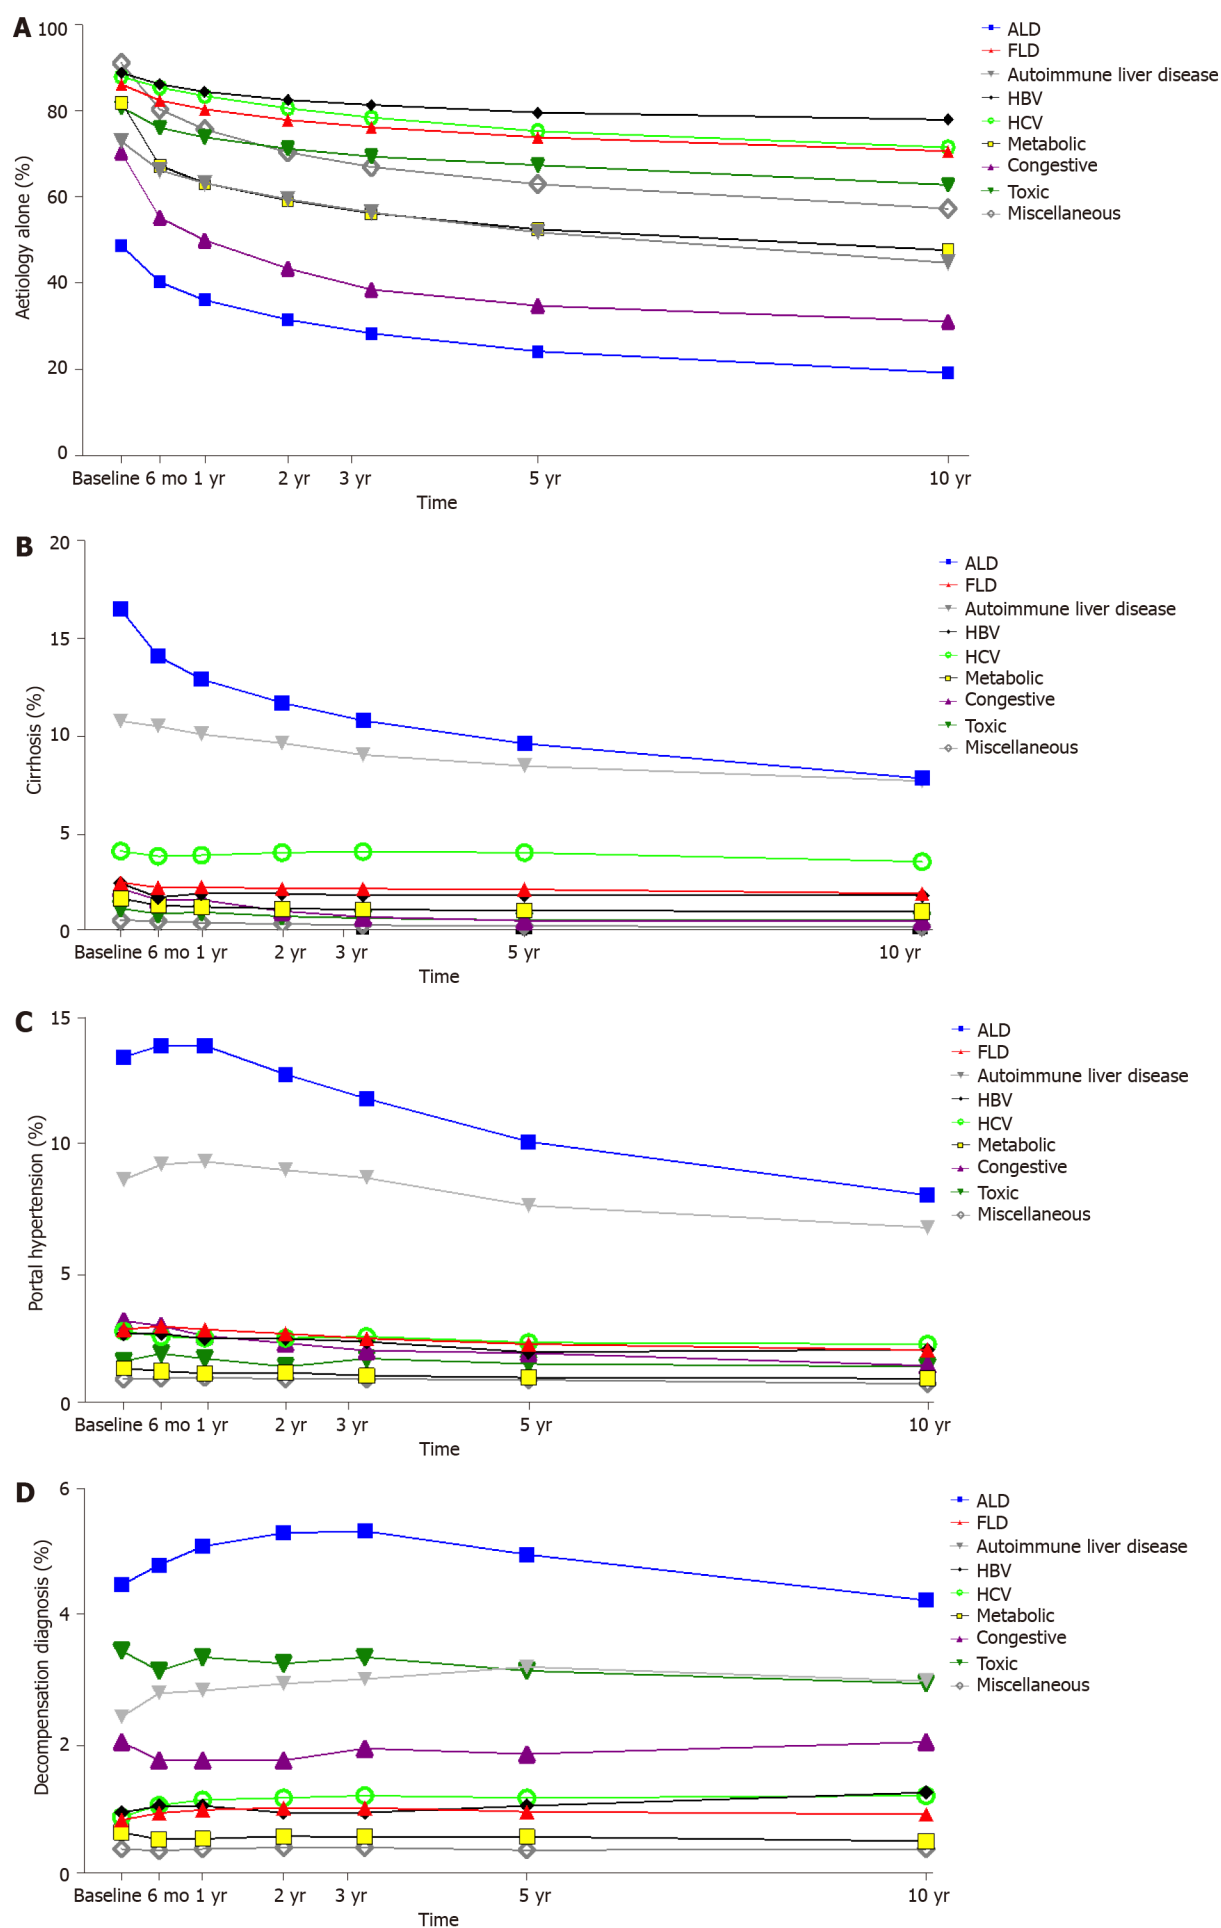 A
100
80
60
40
20
0
Aetiology alone (%)
Baseline 6 mo 1 yr 2 yr 3 yr 5 yr 10 yr
Time
ALD
FLD
Autoimmune liver disease
HBV
HCV
Metabolic
Congestive
Toxic
Miscellaneous
B
20
15
10
5
0
Cirrhosis (%)
Baseline 6 mo 1 yr 2 yr 3 yr 5 yr 10 yr
Time
ALD
FLD
Autoimmune liver disease
HBV
HCV
Metabolic
Congestive
Toxic
Miscellaneous
C
15
10
5
0
Portal hypertension (%)
Baseline 6 mo 1 yr 2 yr 3 yr 5 yr 10 yr
Time
ALD
FLD
Autoimmune liver disease
HBV
HCV
Metabolic
Congestive
Toxic
Miscellaneous
D
6
4
2
0
Decompensation diagnosis (%)
Baseline 6 mo 1 yr 2 yr 3 yr 5 yr 10 yr
Time
ALD
FLD
Autoimmune liver disease
HBV
HCV
Metabolic
Congestive
Toxic
Miscellaneous